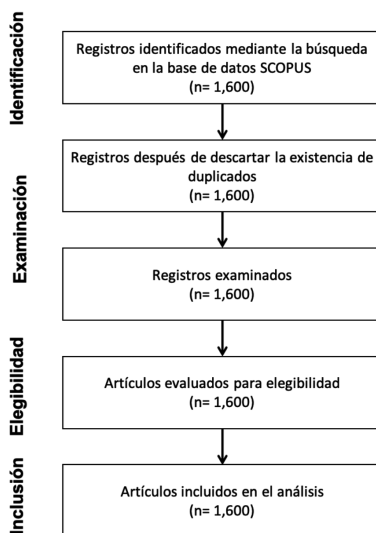 Identificación
Registros identificados mediante la búsqueda
en la base de datos SCOPUS
(n= 1,600)
Examinación
Registros después de descartar la existencia de
duplicados
(n= 1,600)
Registros examinados
(n= 1,600)
Elegibilidad
Artículos evaluados para elegibilidad
(n= 1,600)
Inclusión
Artículos incluidos en el análisis
(n= 1,600)